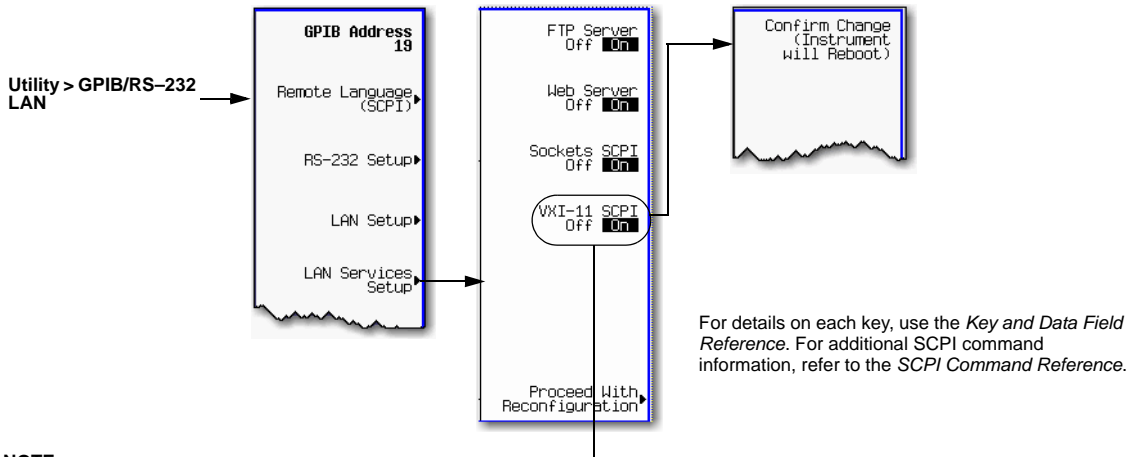 Utility > GPIB/RS–232
LAN
GPIB Address
19
Remote Language
(SCPI)
RS-232 Setup
LAN Setup
LAN Services
Setup
FTP Server
Off On
Web Server
Off On
Sockets SCPI
Off On
VXI-11 SCPI
Off On
Proceed With
Reconfiguration
Confirm Change
(Instrument
will Reboot)
For details on each key, use the Key and Data Field
Reference. For additional SCPI command
information, refer to the SCPI Command Reference.